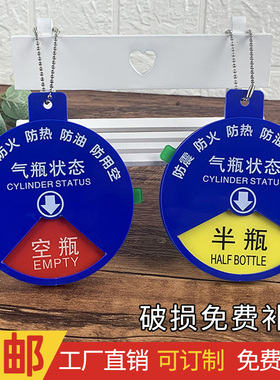 防火 防热 防油 防用空
气瓶状态
CYLINDER STATUS
空瓶
EMPTY
防震 防火 防热 防油
气瓶状态
CYLINDER STATUS
半瓶
HALF BOTTLE
破损免费补
邮 工厂直销 可订制 免费